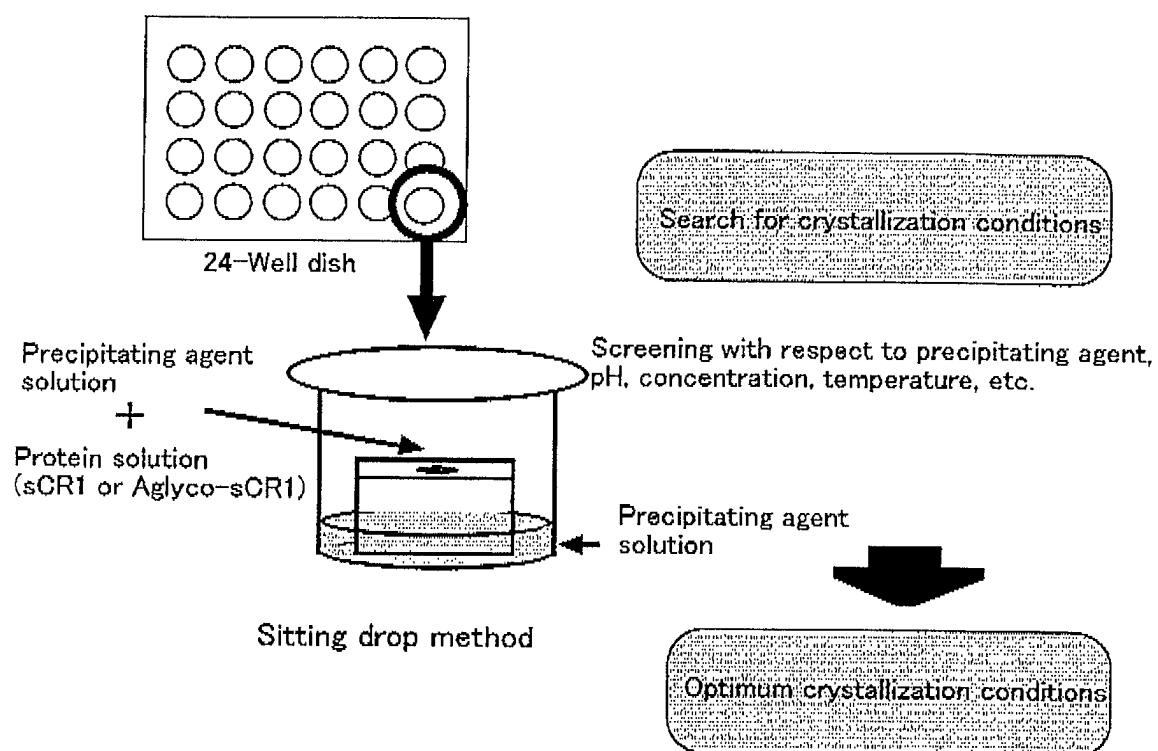 24-Well dish
Search for crystallization conditions
Precipitating agent
solution
+
Protein solution
(sCR1 or Aglyco-sCR1)
Screening with respect to precipitating agent,
pH, concentration, temperature, etc.
Precipitating agent
solution
Sitting drop method
Optimum crystallization conditions